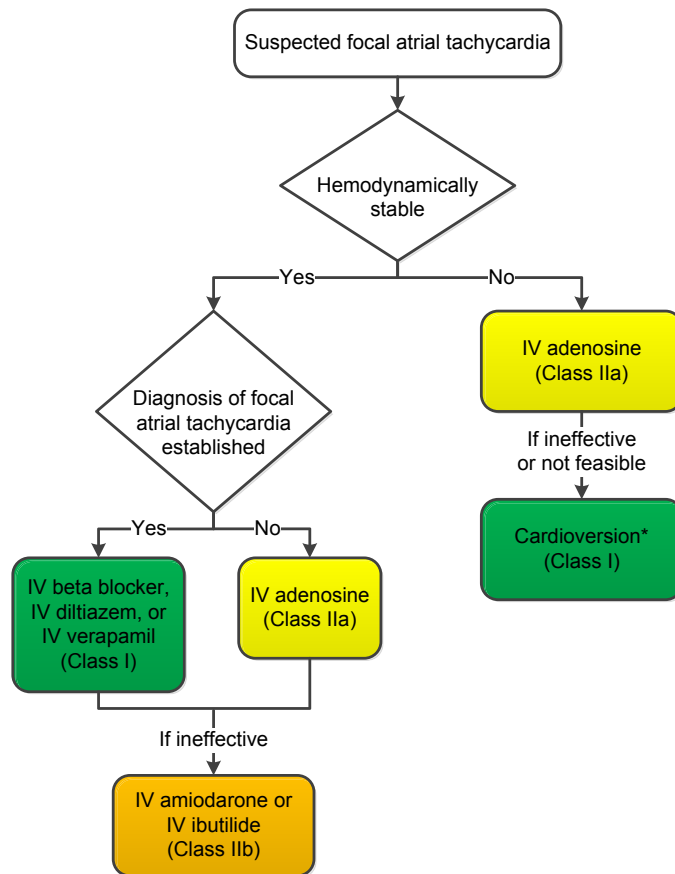 Suspected focal atrial tachycardia
Hemodynamically
stable
Yes
No
Diagnosis of focal
atrial tachycardia
established
IV adenosine
(Class IIa)
If ineffective
or not feasible
Cardioversion*
(Class I)
Yes
No
IV beta blocker,
IV diltiazem, or
IV verapamil
(Class I)
IV adenosine
(Class IIa)
If ineffective
IV amiodarone or
IV ibutilide
(Class IIb)